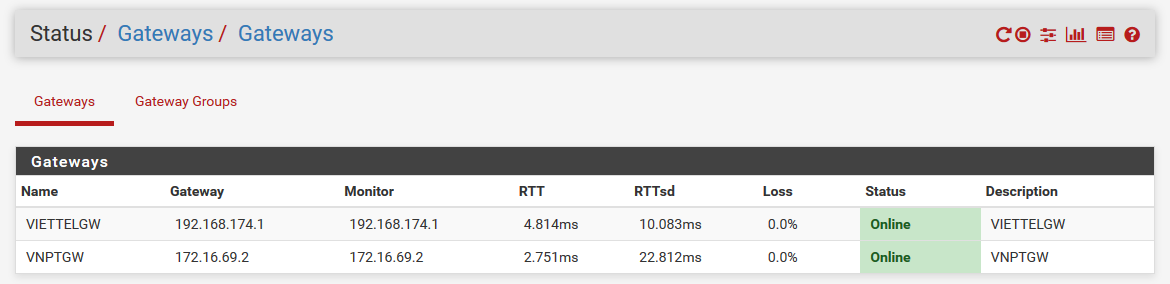 Status / Gateways / Gateways
Gateways Gateway Groups
Gateways
Name Gateway Monitor RTT RTTsd Loss Status Description
VIETTELGW 192.168.174.1 192.168.174.1 4.814ms 10.083ms 0.0% Online VIETTELGW
VNPTGW 172.16.69.2 172.16.69.2 2.751ms 22.812ms 0.0% Online VNPTGW